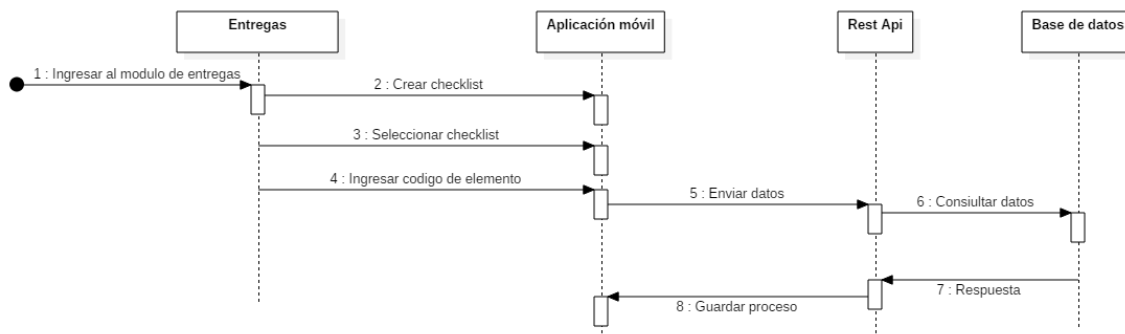 Entregas
Aplicación móvil
Rest Api
Base de datos
1 : Ingresar al modulo de entregas
2 : Crear checklist
3 : Seleccionar checklist
4 : Ingresar codigo de elemento
5 : Enviar datos
6 : Consiultar datos
7 : Respuesta
8 : Guardar proceso